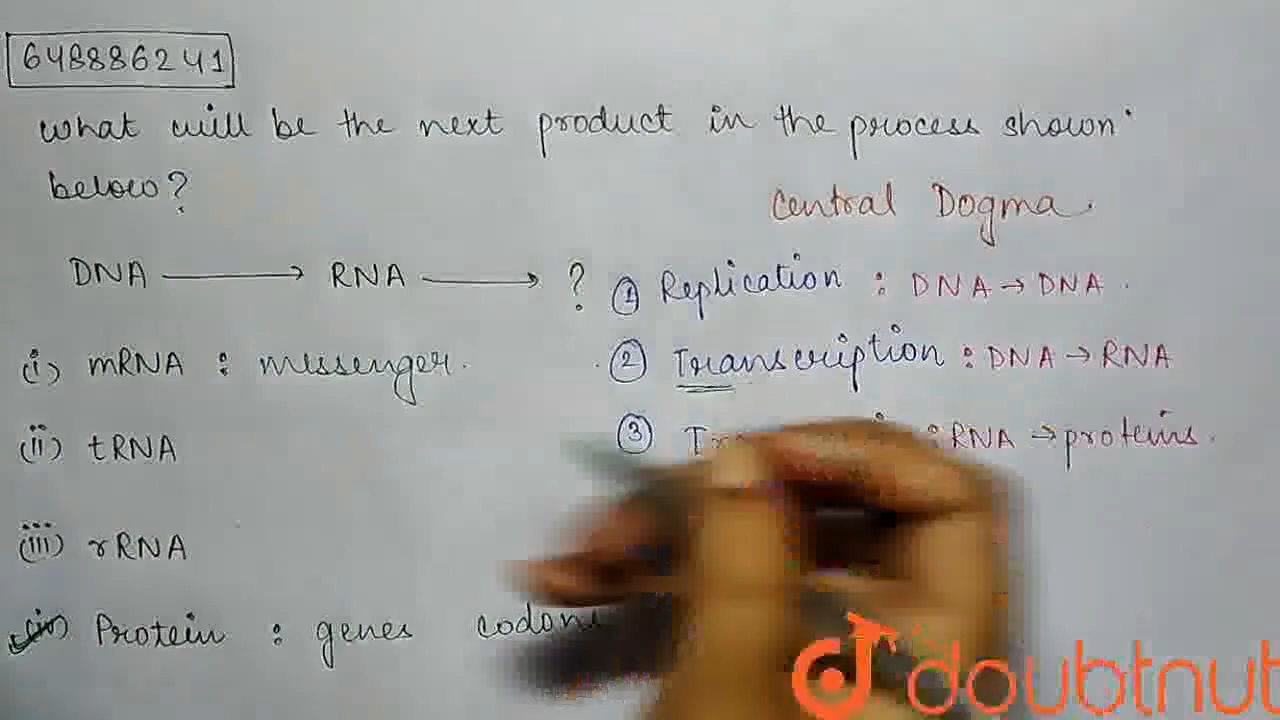 648886241
What will be the next product in the process shown
below?
Central Dogma.
DNA → RNA → ?
① Replication : DNA → DNA.
(i) mRNA : messenger.
② Transcription : DNA → RNA
(ii) tRNA
③ : RNA → proteins.
(iii) rRNA
(iv) Protein : genes codons
doubtnut